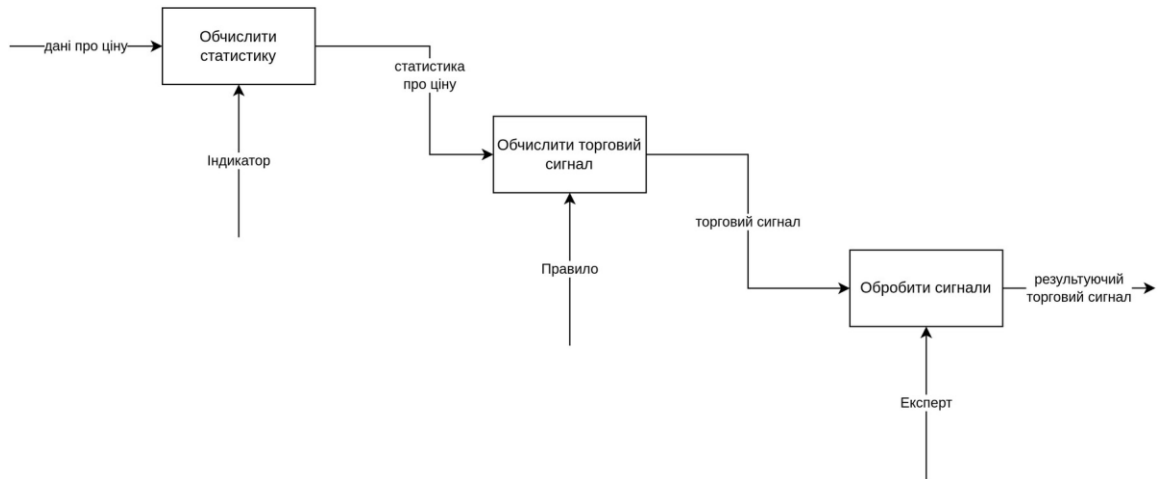 дані про ціну
Обчислити
статистику
статистика
про ціну
Індикатор
Обчислити торговий
сигнал
торговий сигнал
Правило
Обробити сигнали
результуючий
торговий сигнал
Експерт